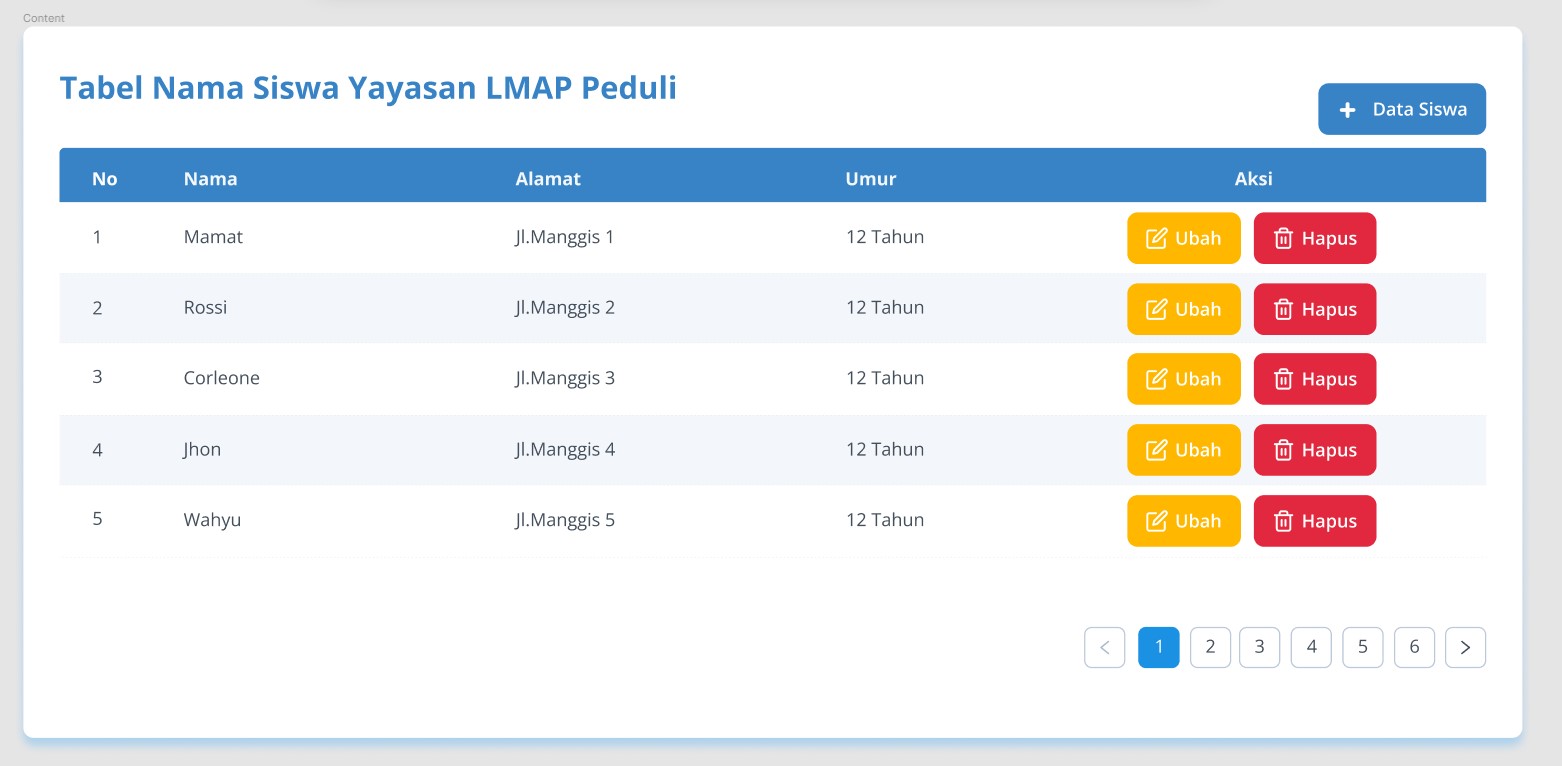 Content
Tabel Nama Siswa Yayasan LMAP Peduli
+ Data Siswa
No Nama Alamat Umur Aksi
1 Mamat Jl.Manggis 1 12 Tahun Ubah Hapus
2 Rossi Jl.Manggis 2 12 Tahun Ubah Hapus
3 Corleone Jl.Manggis 3 12 Tahun Ubah Hapus
4 Jhon Jl.Manggis 4 12 Tahun Ubah Hapus
5 Wahyu Jl.Manggis 5 12 Tahun Ubah Hapus
< 1 2 3 4 5 6 >